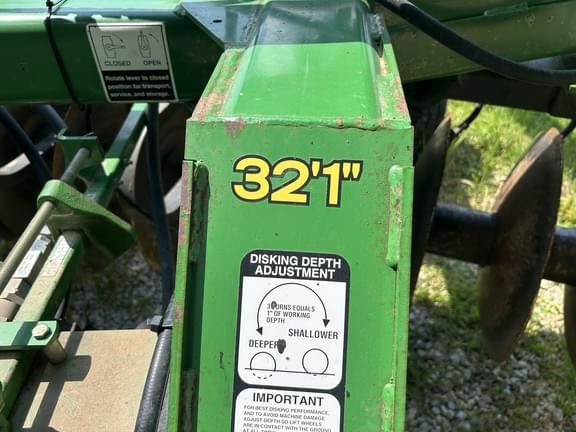 CLOSED OPEN
Rotate lever to closed
position for transport,
service, and storage.
32'1"
DISKING DEPTH
ADJUSTMENT
3 TURNS EQUALS
1" OF WORKING
DEPTH
SHALLOWER
DEEPER
IMPORTANT
FOR BEST DISKING PERFORMANCE,
AND TO AVOID MACHINE DAMAGE
ADJUST DEPTH SO LIFT WHEELS
ARE IN CONTACT WITH THE GROUND
AT ALL